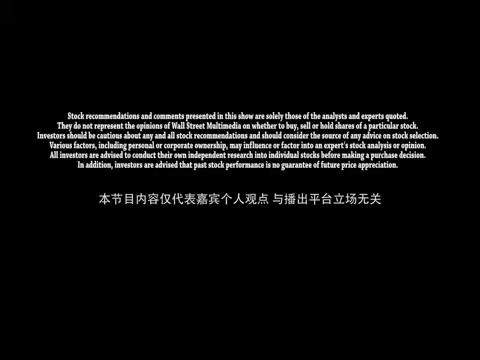 Stock recommendations and comments presented in this show are solely those of the analysts and experts quoted.
They do not represent the opinions of Wall Street Multimedia on whether to buy, sell or hold shares of a particular stock.
Investors should be cautious about any and all stock recommendations and should consider the source of any advice on stock selection.
Various factors, including personal or corporate ownership, may influence or factor into an expert's stock analysis or opinion.
All investors are advised to conduct their own independent research into individual stocks before making a purchase decision.
In addition, investors are advised that past stock performance is no guarantee of future price appreciation.
本节目内容仅代表嘉宾个人观点 与播出平台立场无关